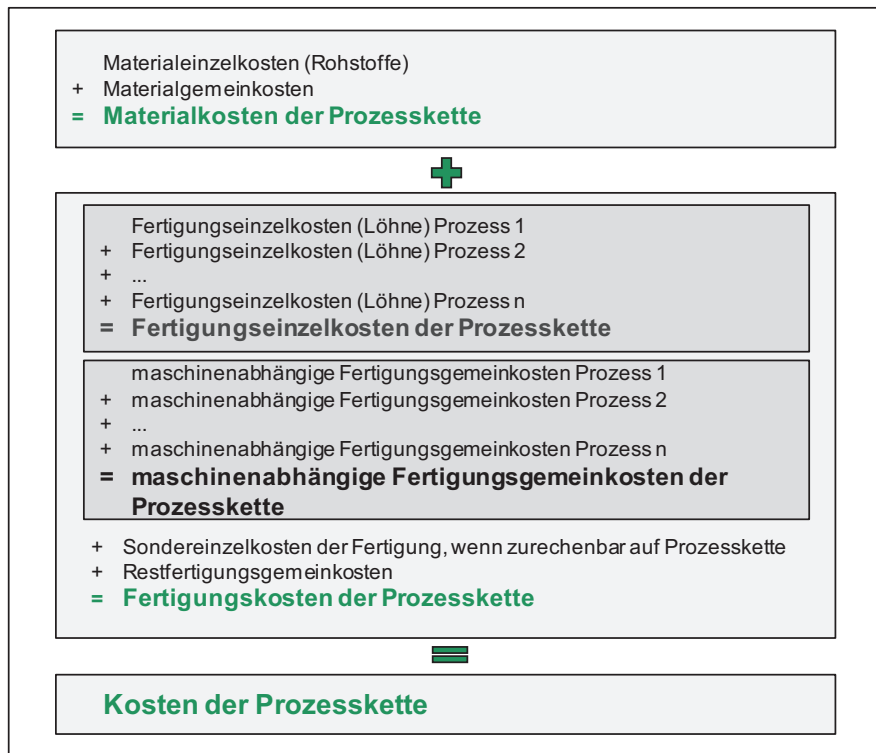 Materialeinzelkosten (Rohstoffe)
+ Materialgemeinkosten
= Materialkosten der Prozesskette
+
Fertigungseinzelkosten (Löhne) Prozess 1
+ Fertigungseinzelkosten (Löhne) Prozess 2
+ ...
+ Fertigungseinzelkosten (Löhne) Prozess n
= Fertigungseinzelkosten der Prozesskette
maschinenabhängige Fertigungsgemeinkosten Prozess 1
+ maschinenabhängige Fertigungsgemeinkosten Prozess 2
+ ...
+ maschinenabhängige Fertigungsgemeinkosten Prozess n
= maschinenabhängige Fertigungsgemeinkosten der
Prozesskette
+ Sondereinzelkosten der Fertigung, wenn zurechenbar auf Prozesskette
+ Restfertigungsgemeinkosten
= Fertigungskosten der Prozesskette
=
Kosten der Prozesskette